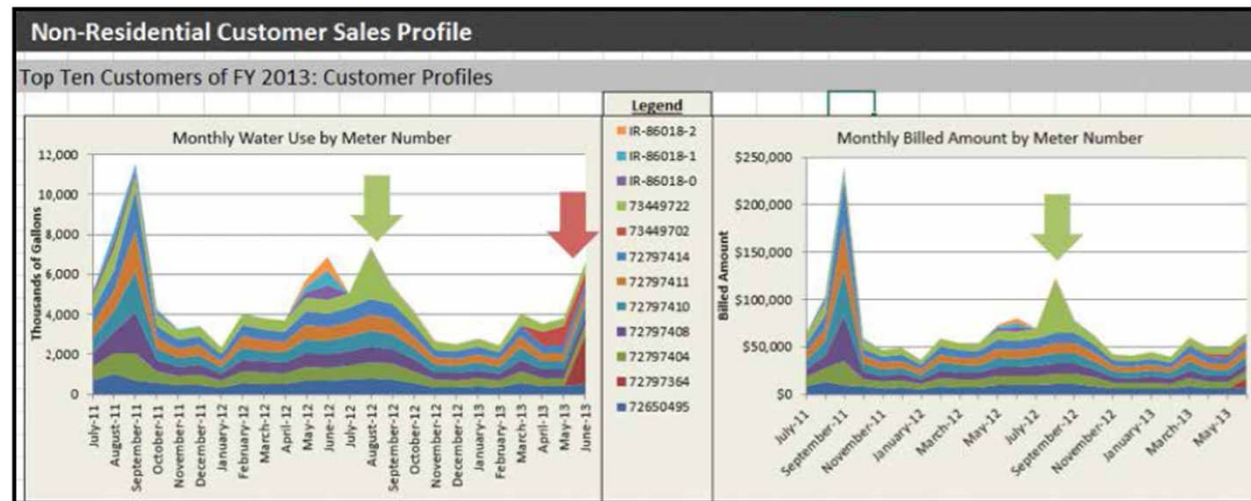 Non-Residential Customer Sales Profile
Top Ten Customers of FY 2013: Customer Profiles
Monthly Water Use by Meter Number
Thousands of Gallons
12,000
10,000
8,000
6,000
4,000
2,000
0
July-11
August-11
September-11
October-11
November-11
December-11
January-12
February-12
March-12
April-12
May-12
June-12
July-12
August-12
September-12
October-12
November-12
December-12
January-13
February-13
March-13
April-13
May-13
June-13
Legend
IR-86018-2
IR-86018-1
IR-86018-0
73449722
73449702
72797414
72797411
72797410
72797408
72797404
72797364
72650495
Monthly Billed Amount by Meter Number
Billed Amount
$250,000
$200,000
$150,000
$100,000
$50,000
$0
July-11
September-11
November-11
January-12
March-12
May-12
July-12
September-12
November-12
January-13
March-13
May-13